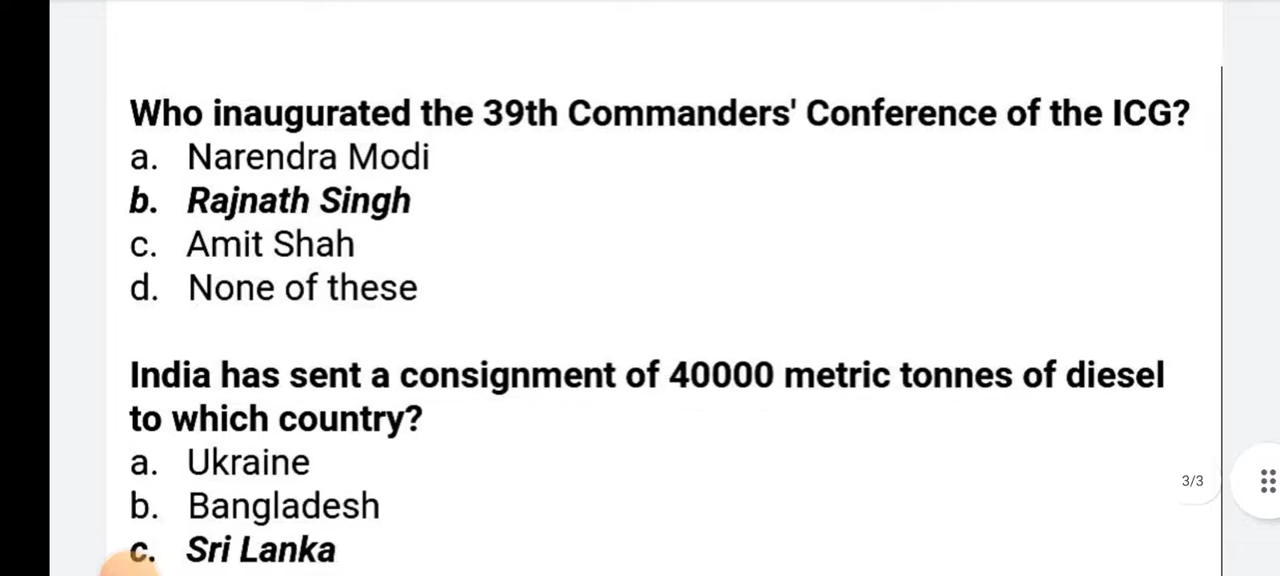 Who inaugurated the 39th Commanders' Conference of the ICG?
a. Narendra Modi
b. Rajnath Singh
c. Amit Shah
d. None of these
India has sent a consignment of 40000 metric tonnes of diesel
to which country?
a. Ukraine
b. Bangladesh
3/3
c. Sri Lanka